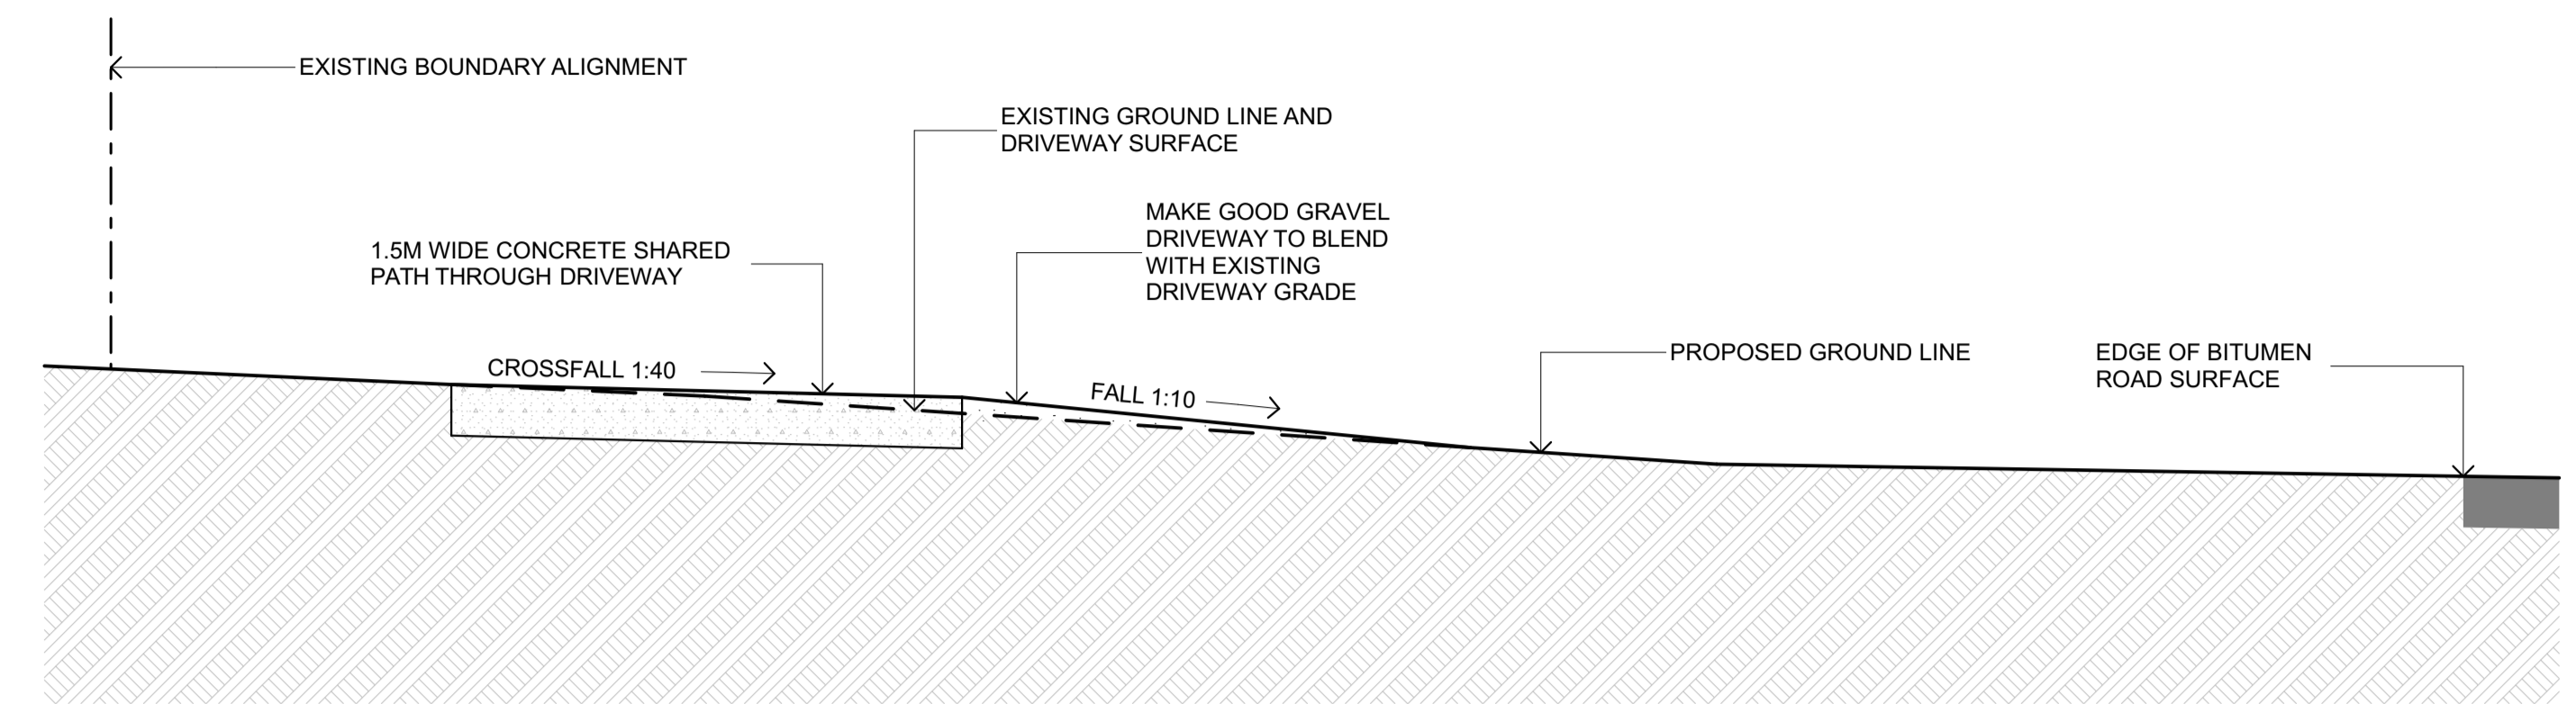 EXISTING BOUNDARY ALIGNMENT
EXISTING GROUND LINE AND
DRIVEWAY SURFACE
MAKE GOOD GRAVEL
DRIVEWAY TO BLEND
WITH EXISTING
DRIVEWAY GRADE
1.5M WIDE CONCRETE SHARED
PATH THROUGH DRIVEWAY
PROPOSED GROUND LINE
EDGE OF BITUMEN
ROAD SURFACE
CROSSFALL 1:40
FALL 1:10